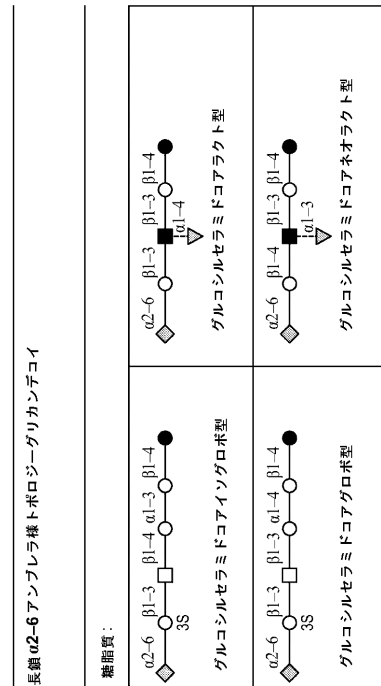 長鎖 α2–6 アンブレラ様トポロジーグリカンデコイ
糖脂質:
α2–6 β1–3 β1–4 α1–3 β1–4
3S
グルコシルセラミドコアイソグロボ型
α2–6 β1–3 β1–3 β1–4
α1–4
グルコシルセラミドコアラクト型
α2–6 β1–3 β1–4 α1–4 β1–4
3S
グルコシルセラミドコアグロボ型
α2–6 β1–4 β1–3 β1–4
α1–3
グルコシルセラミドコアネオラクト型